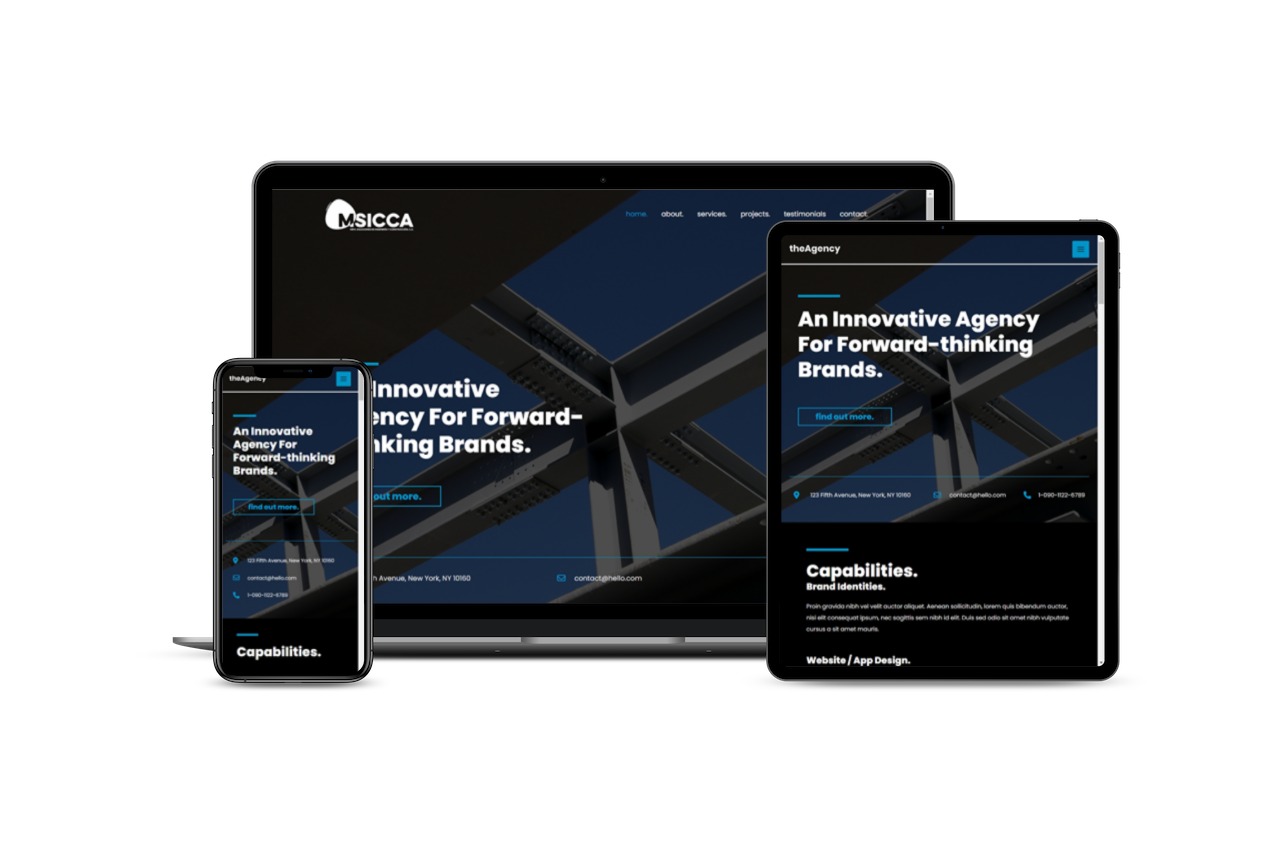 MSICCA
home.
about.
services.
projects.
testimonials
contact.
Innovative
ency For Forward-
nking Brands.
out more.
h Avenue, New York, NY 10160
contact@hello.com
theAgency
An Innovative
Agency For
Forward-thinking
Brands.
find out more.
123 Fifth Avenue, New York, NY 10160
contact@hello.com
1-090-1122-6789
Capabilities.
theAgency
An Innovative Agency
For Forward-thinking
Brands.
find out more.
123 Fifth Avenue, New York, NY 10160
contact@hello.com
1-090-1122-6789
Capabilities.
Brand Identities.
Proin gravida nibh vel velit auctor aliquet. Aenean sollicitudin, lorem quis bibendum auctor,
nisi elit consequat ipsum, nec sagittis sem nibh id elit. Duis sed odio sit amet nibh vulputate
cursus a sit amet mauris.
Website / App Design.